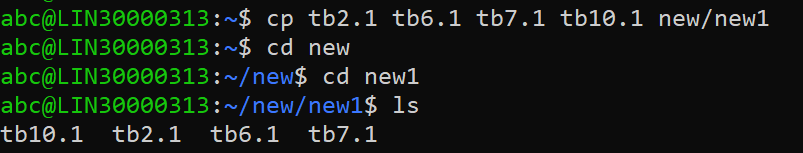 abc@LIN30000313:~$ cp tb2.1 tb6.1 tb7.1 tb10.1 new/new1
abc@LIN30000313:~$ cd new
abc@LIN30000313:~/new$ cd new1
abc@LIN30000313:~/new/new1$ ls
tb10.1  tb2.1  tb6.1  tb7.1